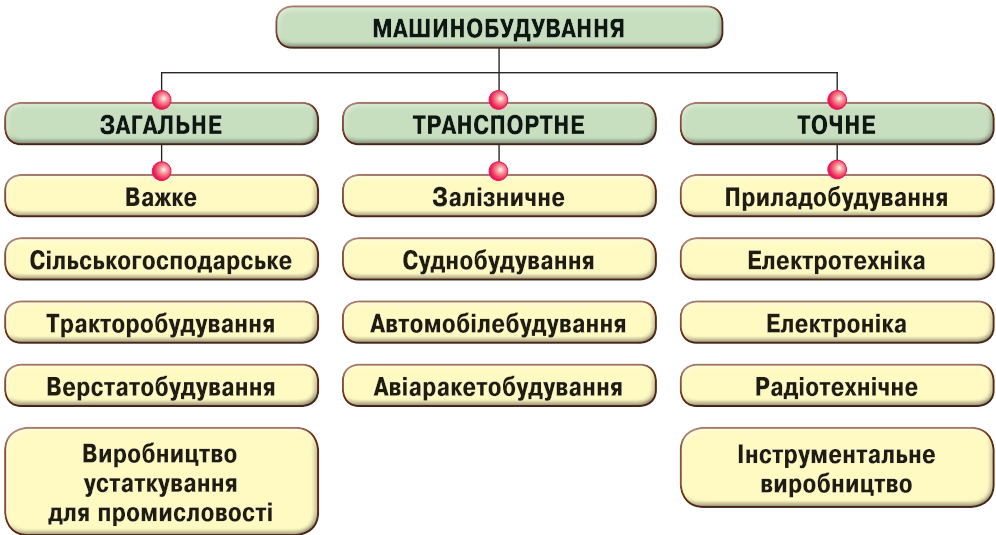 МАШИНОБУДУВАННЯ
ЗАГАЛЬНЕ
Важке
Сільськогосподарське
Тракторобудування
Верстатобудування
Виробництво
устаткування
для промисловості
ТРАНСПОРТНЕ
Залізничне
Суднобудування
Автомобілебудування
Авіаракетобудування
ТОЧНЕ
Приладобудування
Електротехніка
Електроніка
Радіотехнічне
Інструментальне
виробництво